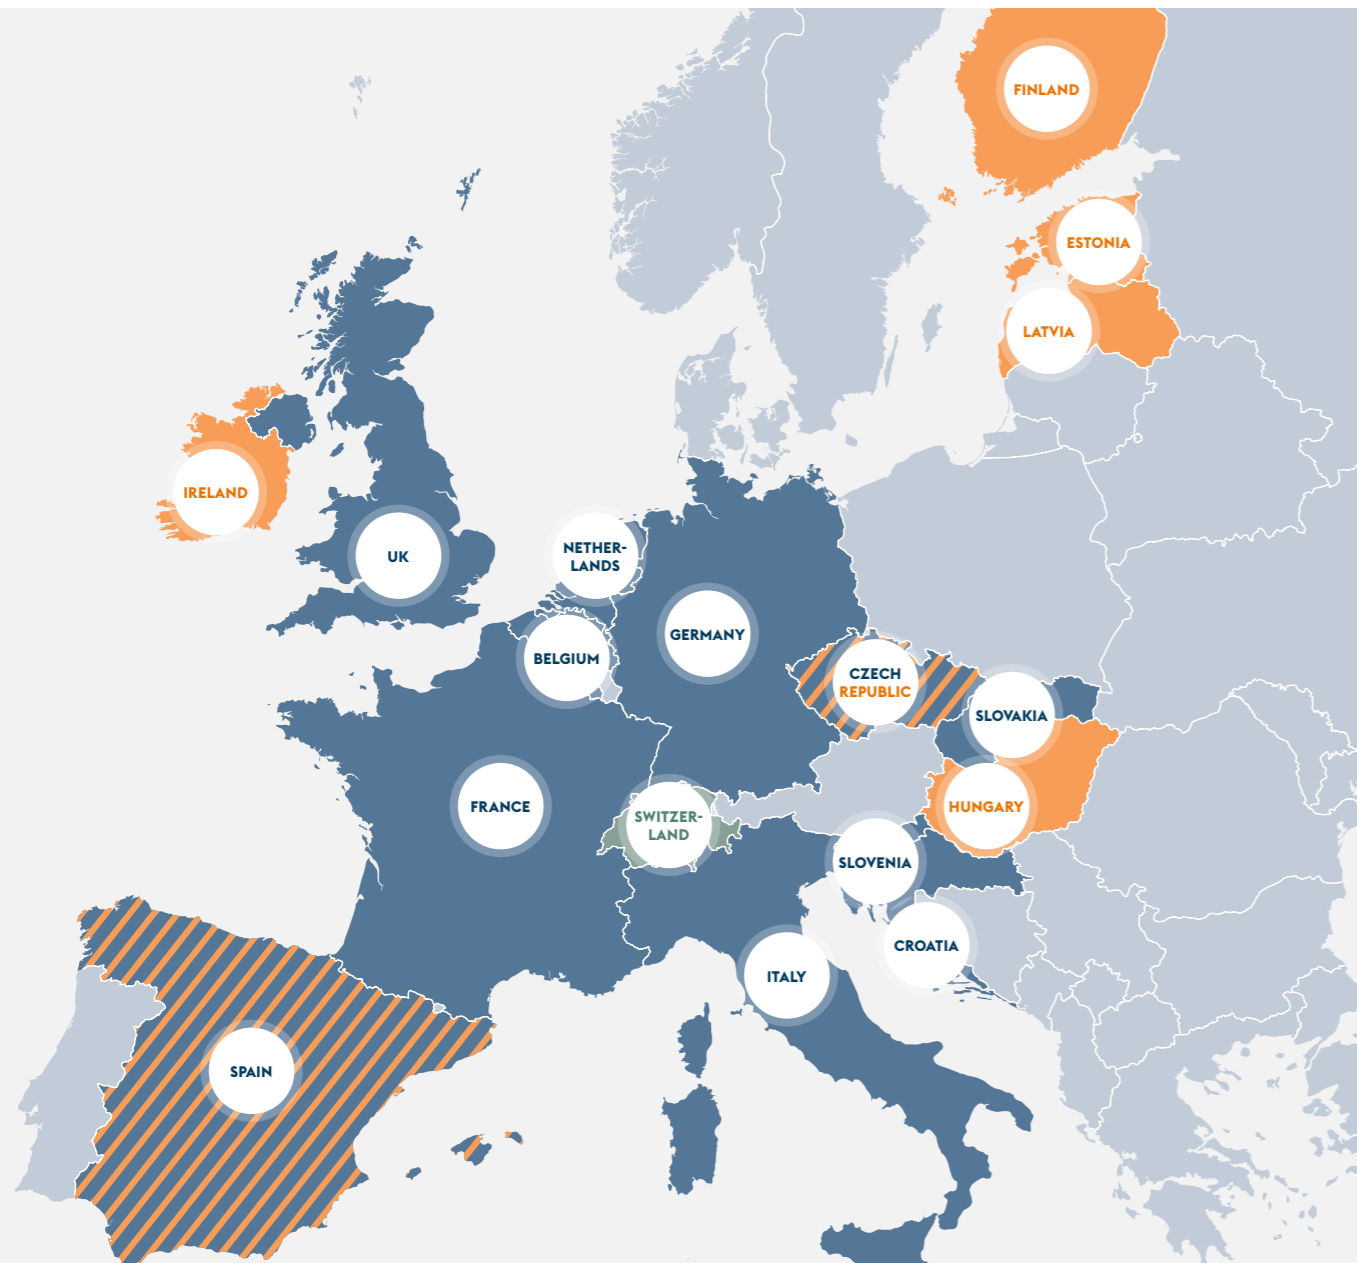 FINLAND
ESTONIA
LATVIA
IRELAND
UK
NETHER-
LANDS
GERMANY
BELGIUM
CZECH
REPUBLIC
SLOVAKIA
FRANCE
SWITZER-
LAND
HUNGARY
SLOVENIA
CROATIA
ITALY
SPAIN